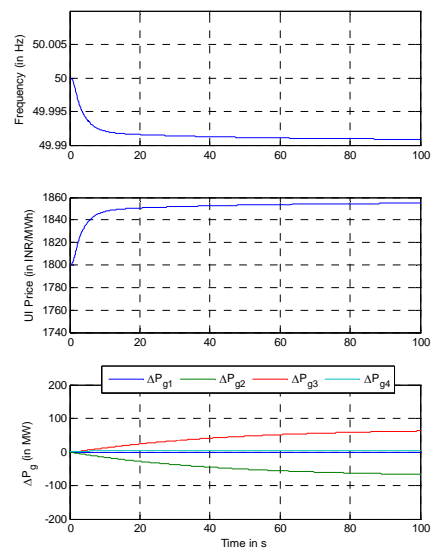 Frequency (in Hz)
50.005
50
49.995
49.99
0 20 40 60 80 100
UI Price (in INR/MWh)
1860
1840
1820
1800
1780
1760
1740
0 20 40 60 80 100
ΔPg1 ΔPg2 ΔPg3 ΔPg4
ΔPg (in MW)
200
100
0
-100
-200
0 20 40 60 80 100
Time in s